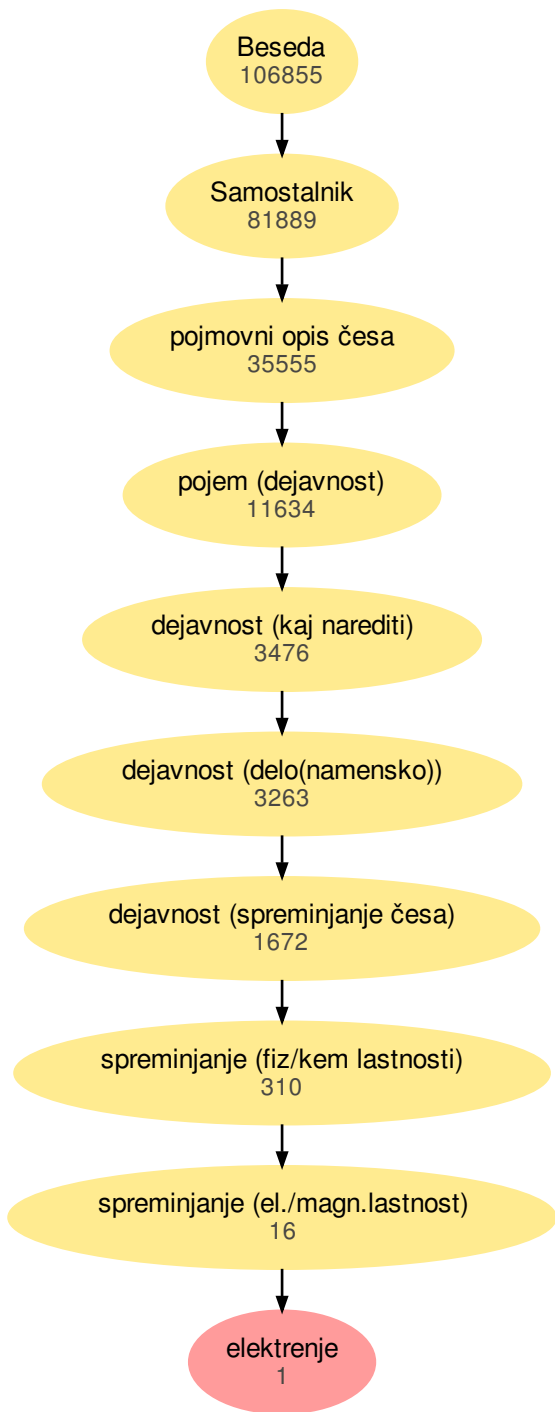 Beseda
106855
Samostalnik
81889
pojmovni opis česa
35555
pojem (dejavnost)
11634
dejavnost (kaj narediti)
3476
dejavnost (delo(namensko))
3263
dejavnost (spreminjanje česa)
1672
spreminjanje (fiz/kem lastnosti)
310
spreminjanje (el./magn.lastnost)
16
elektrenje
1